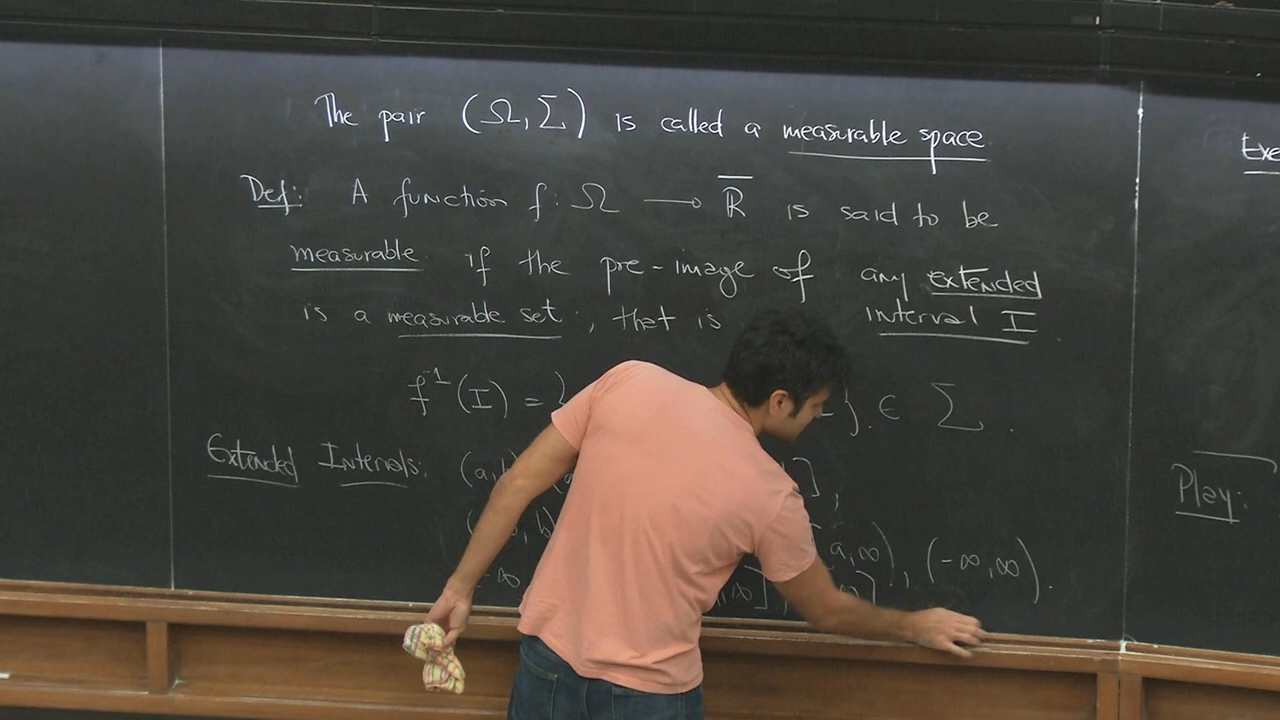 The pair (Ω, Σ) is called a measurable space
Def: A function f: Ω ⟶ R̅ is said to be
measurable if the pre-image of any extended
is a measurable set, that is interval I
f⁻¹(I) = { }. ∈ Σ.
Extended Intervals: (a,b) ],
, b) a,∞), (-∞,∞).
-∞ ∞] ∞]
Exe
Play: